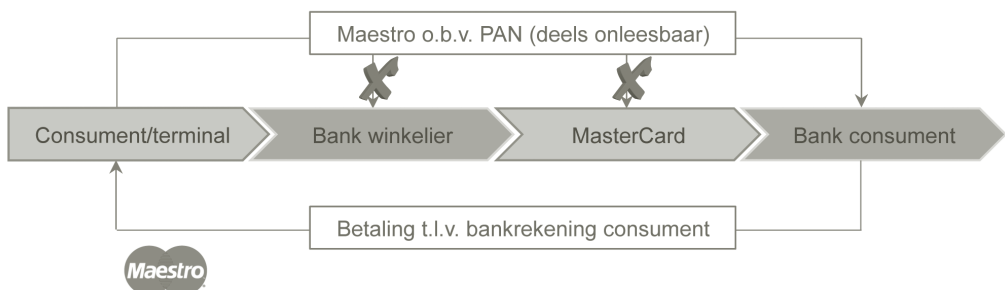 Maestro o.b.v. PAN (deels onleesbaar)
Consument/terminal
Bank winkelier
MasterCard
Bank consument
Betaling t.l.v. bankrekening consument
Maestro